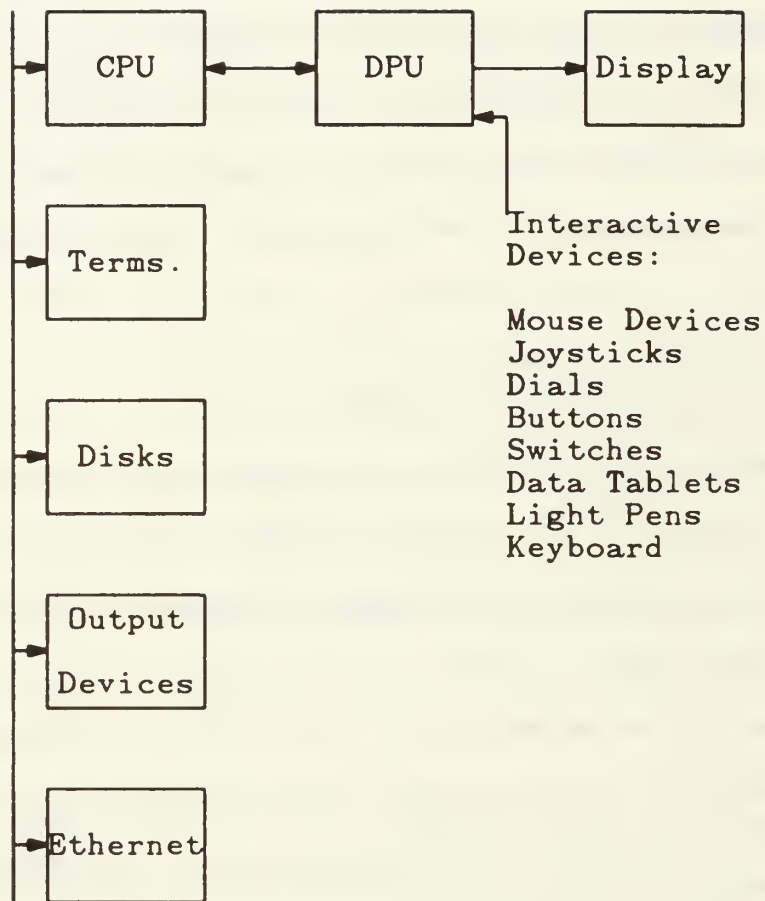 CPU
DPU
Display
Terms.
Interactive
Devices:
Mouse Devices
Joysticks
Dials
Buttons
Switches
Data Tablets
Light Pens
Keyboard
Disks
Output
Devices
Ethernet